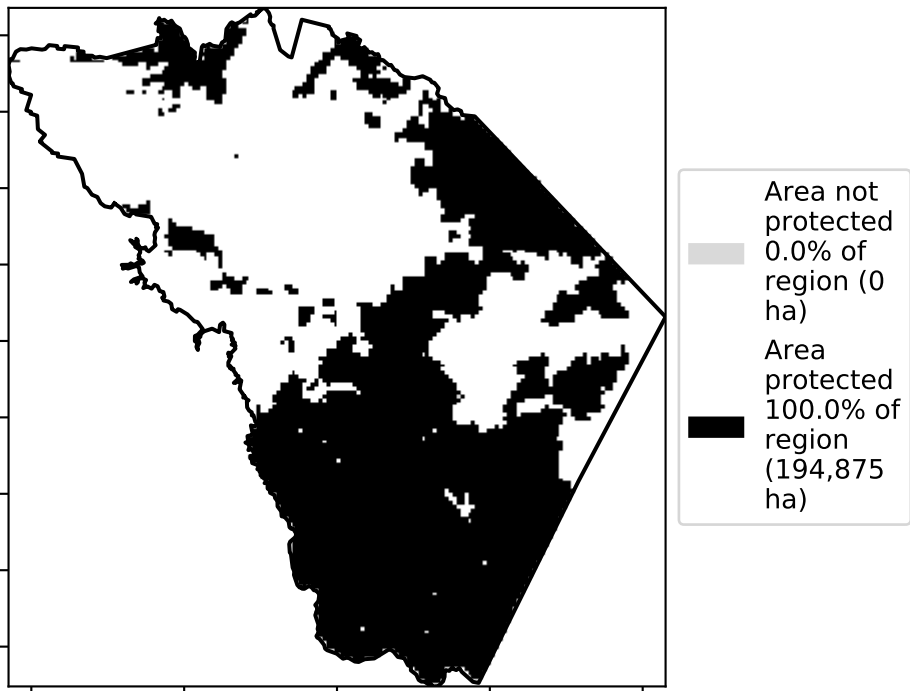 Area not
protected
0.0% of
region (0
ha)
Area
protected
100.0% of
region
(194,875
ha)